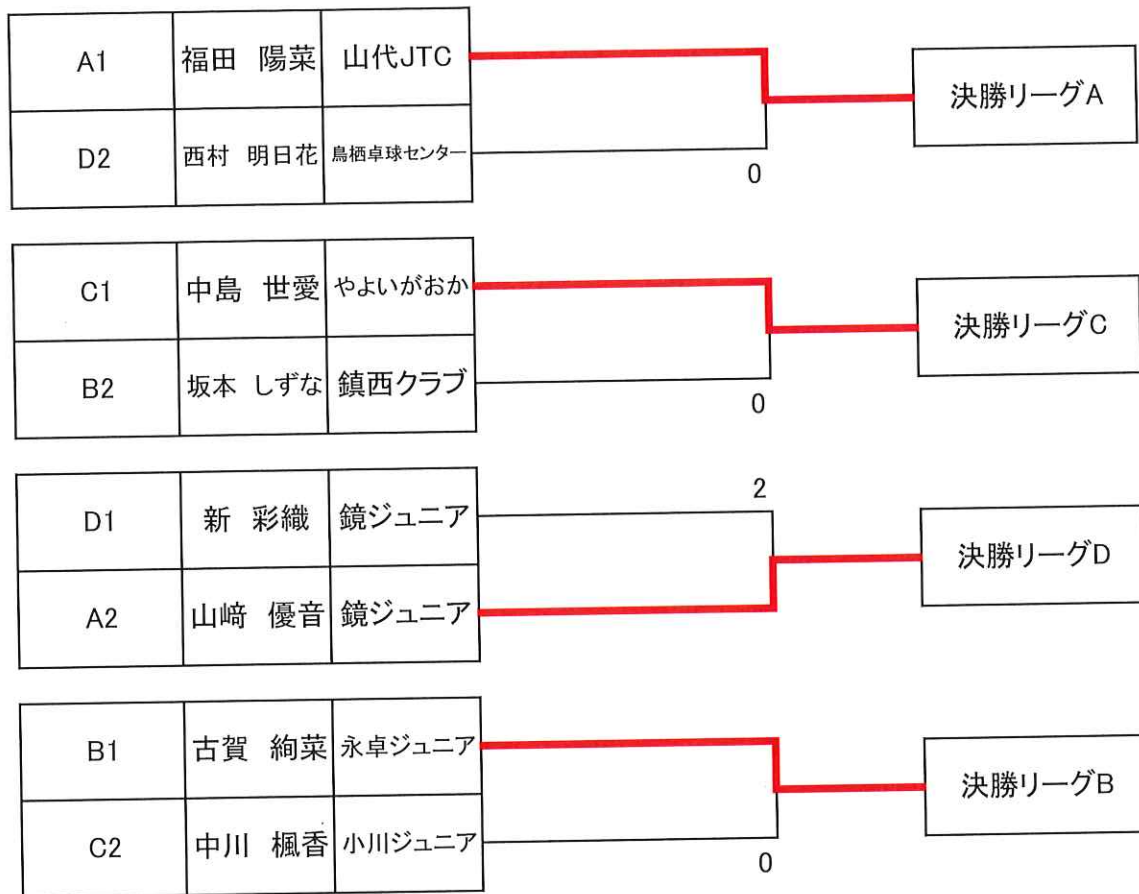 A1 福田 陽菜 山代JTC
決勝リーグA
D2 西村 明日花 鳥栖卓球センター
0
C1 中島 世愛 やよいがおか
決勝リーグC
B2 坂本 しずな 鎮西クラブ
0
2
D1 新 彩織 鏡ジュニア
決勝リーグD
A2 山﨑 優音 鏡ジュニア
B1 古賀 絢菜 永卓ジュニア
決勝リーグB
C2 中川 楓香 小川ジュニア
0